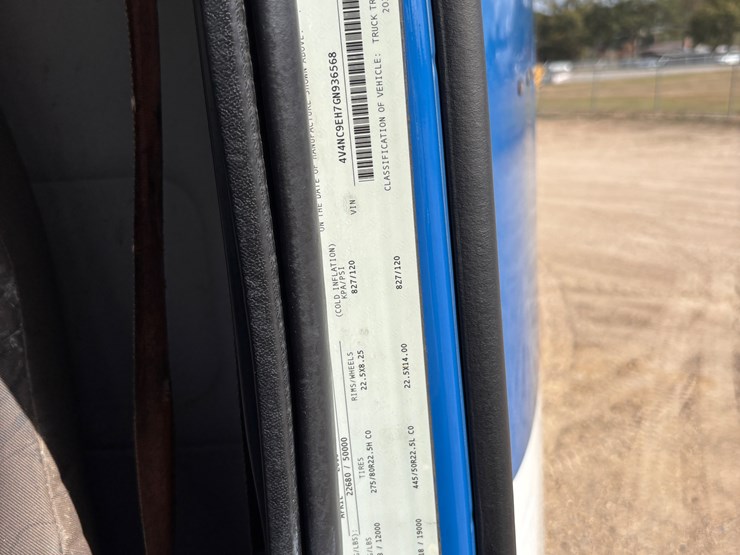 ON THE DATE OF MANUFACTURE SHOWN ABOVE.
4V4NC9EH7GN936568
VIN
CLASSIFICATION OF VEHICLE: TRUCK TR
20
APRIL
22680 / 50000
(COLD INFLATION)
TIRES RIMS/WHEELS KPA/PSI
/ 12000 275/80R22.5H CO 22.5X8.25 827/120
/ 19000 445/50R22.5L CO 22.5X14.00 827/120